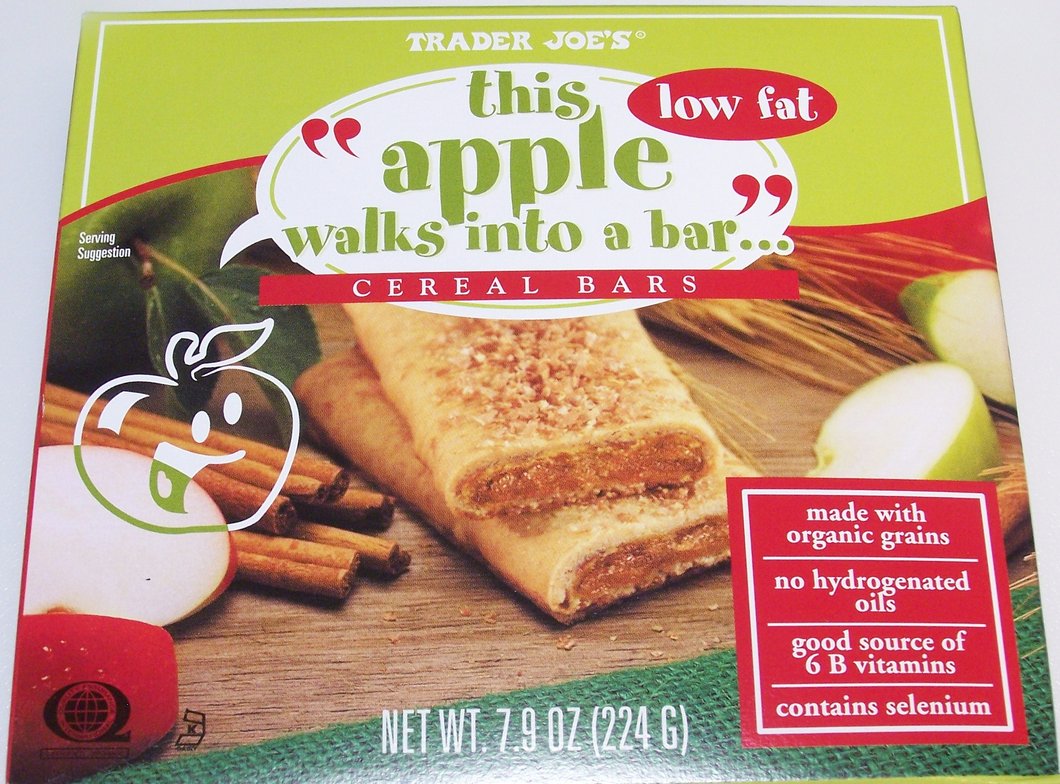 TRADER JOE'S®
this
low fat
“apple
walks into a bar”...
CEREAL BARS
Serving
Suggestion
made with
organic grains
no hydrogenated
oils
good source of
6 B vitamins
contains selenium
NET WT. 7.9 OZ (224 G)
K